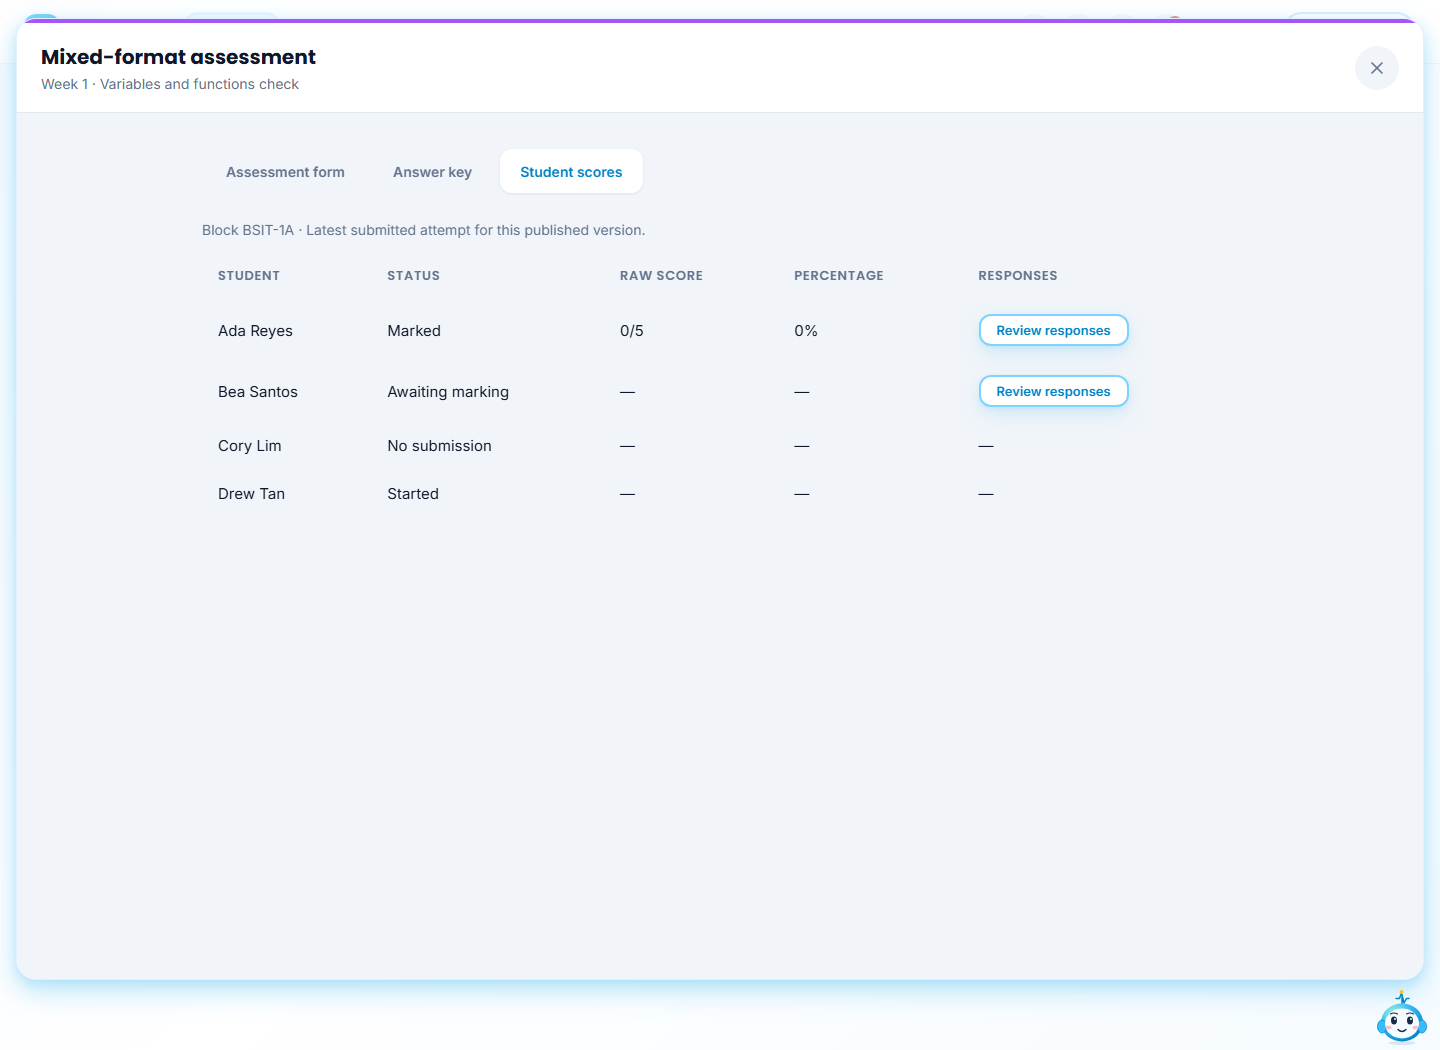 Mixed-format assessment
Week 1 · Variables and functions check
Assessment form Answer key Student scores
Block BSIT-1A · Latest submitted attempt for this published version.
STUDENT STATUS RAW SCORE PERCENTAGE RESPONSES
Ada Reyes Marked 0/5 0% Review responses
Bea Santos Awaiting marking — — Review responses
Cory Lim No submission — — —
Drew Tan Started — — —